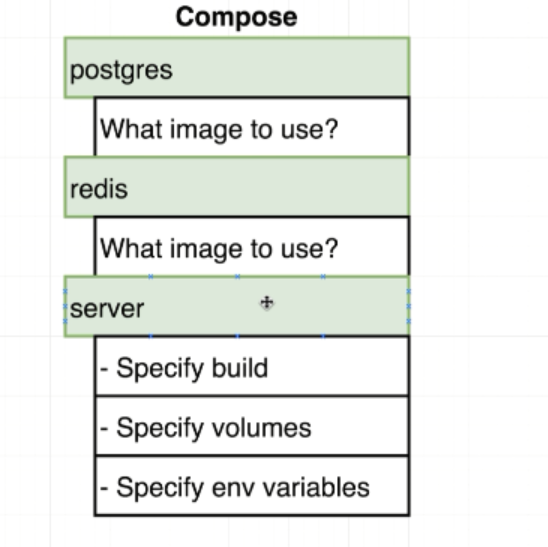 Compose
postgres
What image to use?
redis
What image to use?
server
- Specify build
- Specify volumes
- Specify env variables